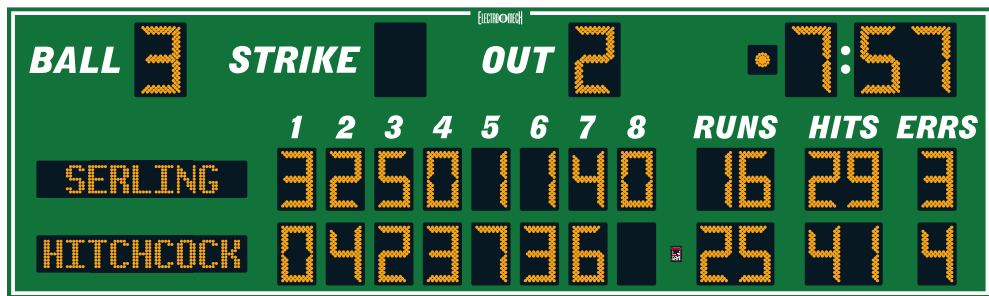 ELECTRO-MECH
BALL 3 STRIKE OUT 2 7:57
1 2 3 4 5 6 7 8 RUNS HITS ERRS
SERLING 3 2 5 0 1 1 4 0 16 29 3
HITCHCOCK 0 4 2 3 7 3 6 25 41 4